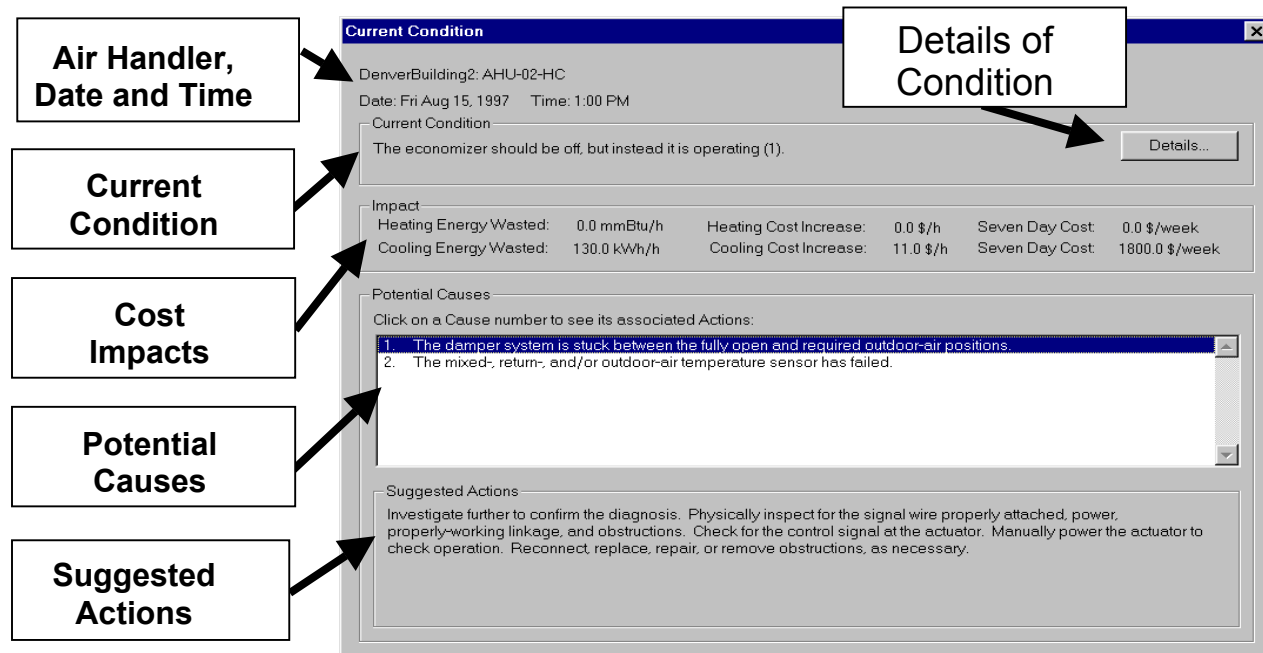 Air Handler,
Date and Time
Current
Condition
Cost
Impacts
Potential
Causes
Suggested
Actions
Details of
Condition
Current Condition
DenverBuilding2: AHU-02-HC
Date: Fri Aug 15, 1997 Time: 1:00 PM
Current Condition
The economizer should be off, but instead it is operating (1).
Details...
Impact
Heating Energy Wasted: 0.0 mmBtu/h Heating Cost Increase: 0.0 $/h Seven Day Cost: 0.0 $/week
Cooling Energy Wasted: 130.0 kWh/h Cooling Cost Increase: 11.0 $/h Seven Day Cost: 1800.0 $/week
Potential Causes
Click on a Cause number to see its associated Actions:
1. The damper system is stuck between the fully open and required outdoor-air positions.
2. The mixed-, return-, and/or outdoor-air temperature sensor has failed.
Suggested Actions
Investigate further to confirm the diagnosis. Physically inspect for the signal wire properly attached, power,
properly-working linkage, and obstructions. Check for the control signal at the actuator. Manually power the actuator to
check operation. Reconnect, replace, repair, or remove obstructions, as necessary.